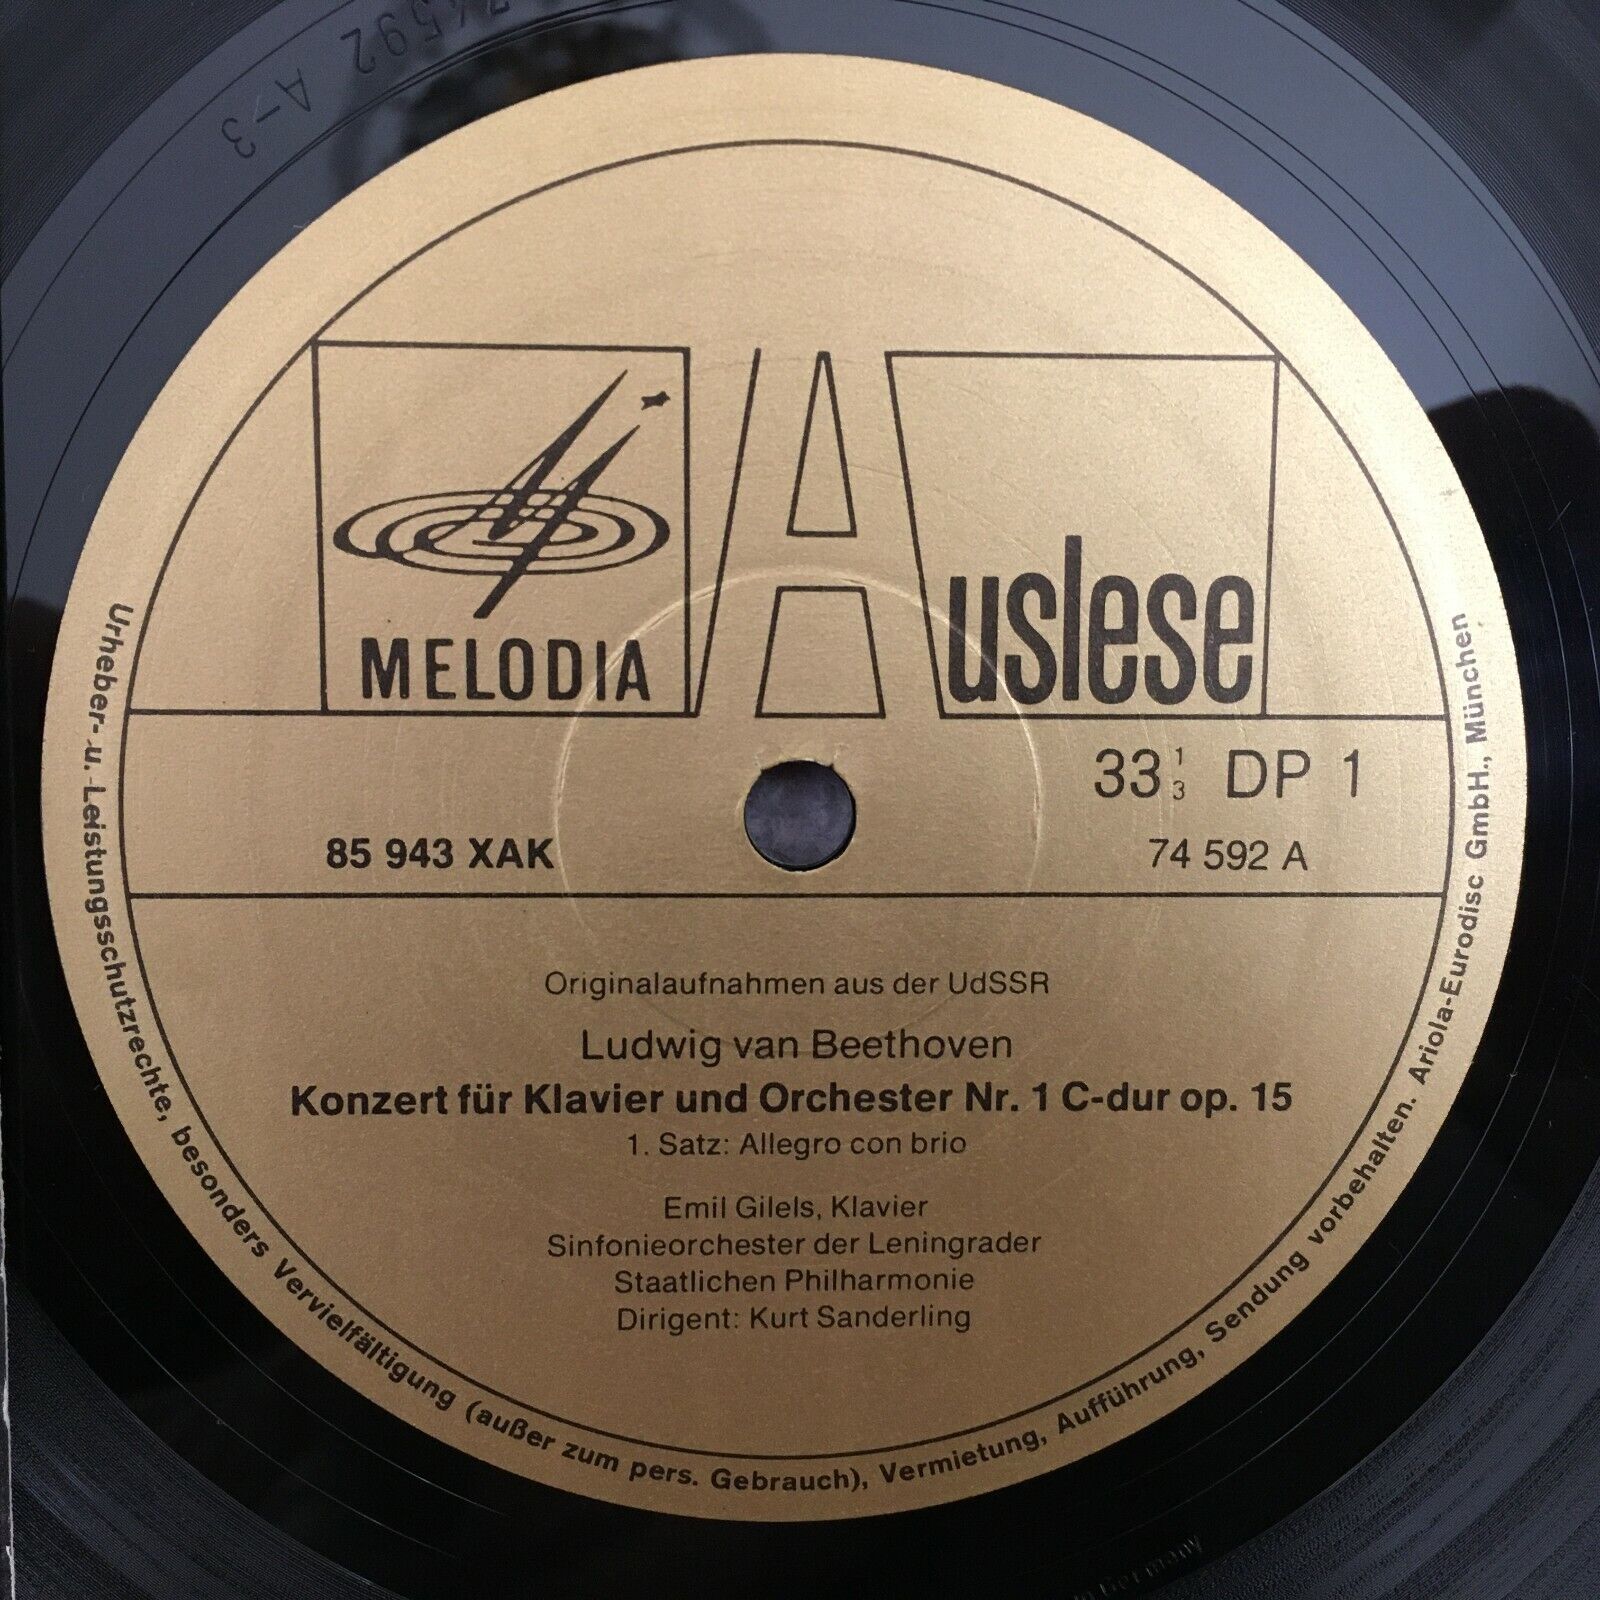 74592 A-3
MELODIA
Auslese
33 1/3 DP 1
85 943 XAK
74 592 A
Originalaufnahmen aus der UdSSR
Ludwig van Beethoven
Konzert für Klavier und Orchester Nr. 1 C-dur op. 15
1. Satz: Allegro con brio
Emil Gilels, Klavier
Sinfonieorchester der Leningrader
Staatlichen Philharmonie
Dirigent: Kurt Sanderling
Urheber- u. Leistungsschutzrechte, besonders Vervielfältigung (außer zum pers. Gebrauch), Vermietung, Aufführung, Sendung vorbehalten. Ariola-Eurodisc GmbH., München
Germany